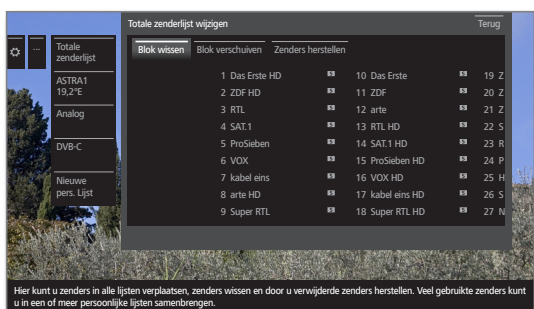 Totale zenderlijst wijzigen
Terug
...
Totale
zenderlijst
ASTRA1
19,2°E
Analog
DVB-C
Nieuwe
pers. Lijst
Blok wissen Blok verschuiven Zenders herstellen
1 Das Erste HD S 10 Das Erste S 19 Z
2 ZDF HD S 11 ZDF S 20 Z
3 RTL S 12 arte S 21 Z
4 SAT.1 S 13 RTL HD S 22 S
5 ProSieben S 14 SAT.1 HD S 23 R
6 VOX S 15 ProSieben HD S 24 P
7 kabel eins S 16 VOX HD S 25 H
8 arte HD S 17 kabel eins HD S 26 S
9 Super RTL S 18 Super RTL HD S 27 N
Hier kunt u zenders in alle lijsten verplaatsen, zenders wissen en door u verwijderde zenders herstellen. Veel gebruikte zenders kunt
u in een of meer persoonlijke lijsten samenbrengen.